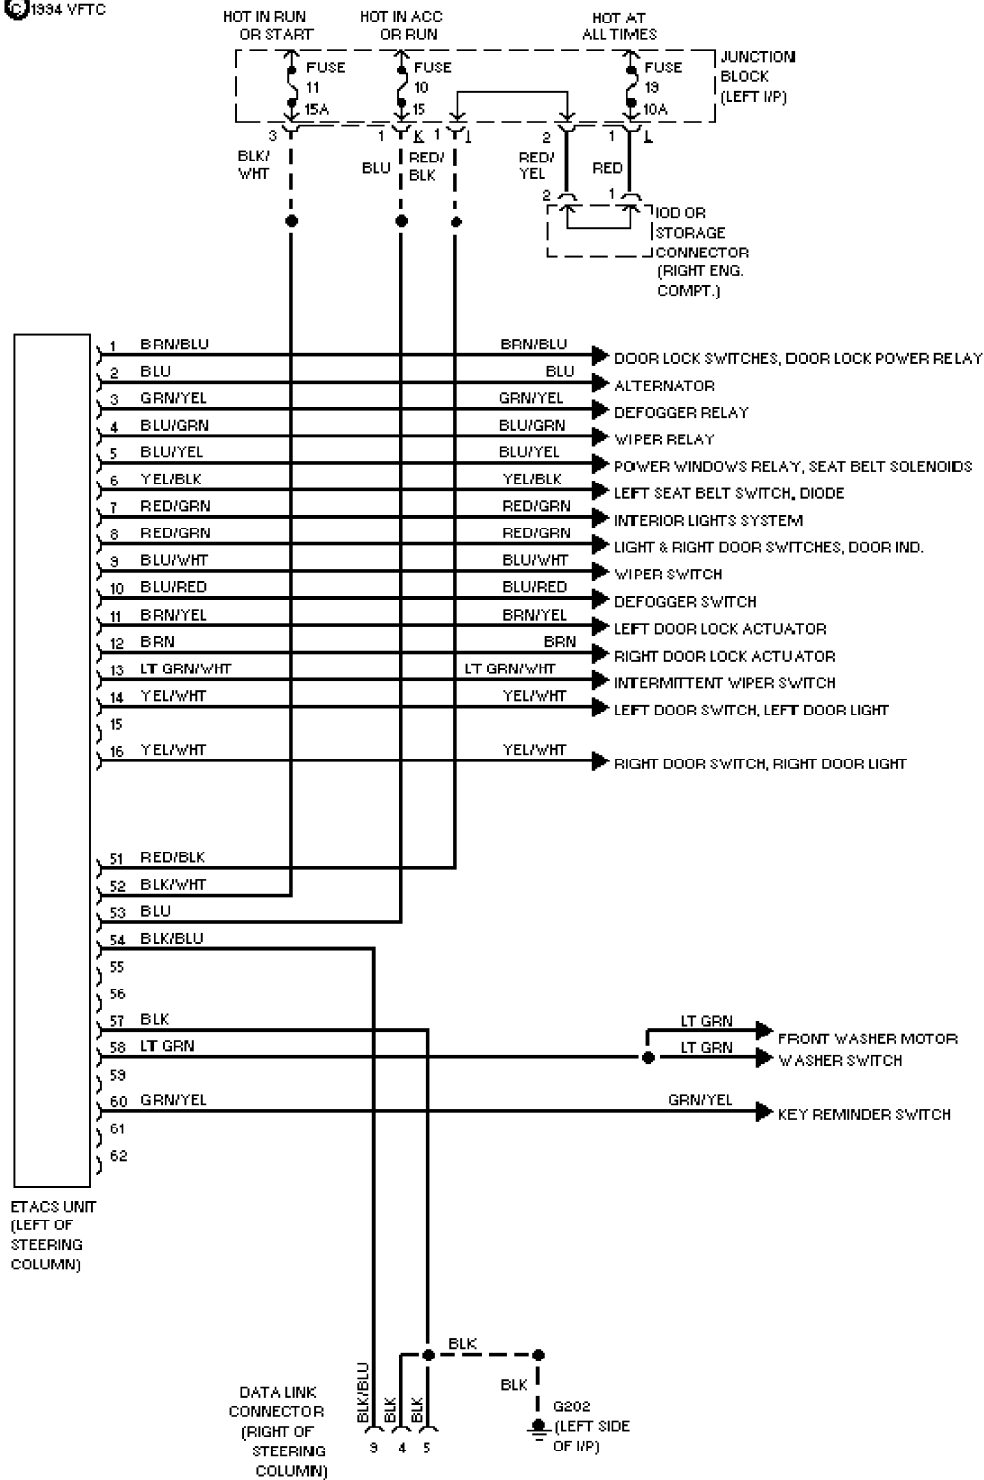 © 1994 VFTC
HOT IN RUN
OR START
HOT IN ACC
OR RUN
HOT AT
ALL TIMES
FUSE
11
15A
FUSE
10
15
FUSE
19
10A
JUNCTION
BLOCK
(LEFT I/P)
3
1
K
1
I
2
1
L
BLK/
WHT
BLU
RED/
BLK
RED/
YEL
RED
2
1
IOD OR
STORAGE
CONNECTOR
(RIGHT ENG.
COMPT.)
1 BRN/BLU BRN/BLU DOOR LOCK SWITCHES, DOOR LOCK POWER RELAY
2 BLU BLU ALTERNATOR
3 GRN/YEL GRN/YEL DEFOGGER RELAY
4 BLU/GRN BLU/GRN WIPER RELAY
5 BLU/YEL BLU/YEL POWER WINDOWS RELAY, SEAT BELT SOLENOIDS
6 YEL/BLK YEL/BLK LEFT SEAT BELT SWITCH, DIODE
7 RED/GRN RED/GRN INTERIOR LIGHTS SYSTEM
8 RED/GRN RED/GRN LIGHT & RIGHT DOOR SWITCHES, DOOR IND.
9 BLU/WHT BLU/WHT WIPER SWITCH
10 BLU/RED BLU/RED DEFOGGER SWITCH
11 BRN/YEL BRN/YEL LEFT DOOR LOCK ACTUATOR
12 BRN BRN RIGHT DOOR LOCK ACTUATOR
13 LT GRN/WHT LT GRN/WHT INTERMITTENT WIPER SWITCH
14 YEL/WHT YEL/WHT LEFT DOOR SWITCH, LEFT DOOR LIGHT
15
16 YEL/WHT YEL/WHT RIGHT DOOR SWITCH, RIGHT DOOR LIGHT
51 RED/BLK
52 BLK/WHT
53 BLU
54 BLK/BLU
55
56
57 BLK
LT GRN FRONT WASHER MOTOR
58 LT GRN LT GRN WASHER SWITCH
59
60 GRN/YEL GRN/YEL KEY REMINDER SWITCH
61
62
ETACS UNIT
(LEFT OF
STEERING
COLUMN)
BLK
BLK
G202
(LEFT SIDE
OF I/P)
BLK/BLU
BLK
BLK
DATA LINK
CONNECTOR
(RIGHT OF
STEERING
COLUMN)
9 4 5